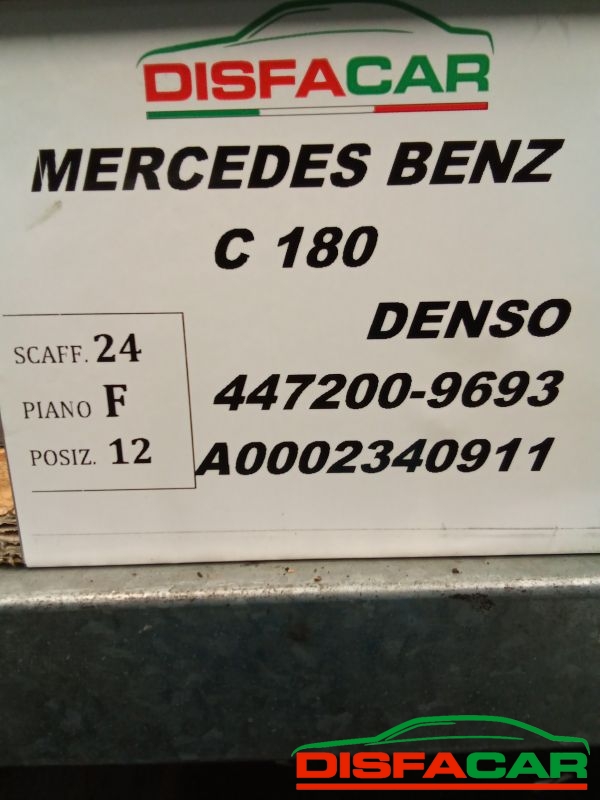 DISFACAR
MERCEDES BENZ
C 180
DENSO
SCAFF. 24
PIANO F
POSIZ. 12
447200-9693
A0002340911
DISFACAR